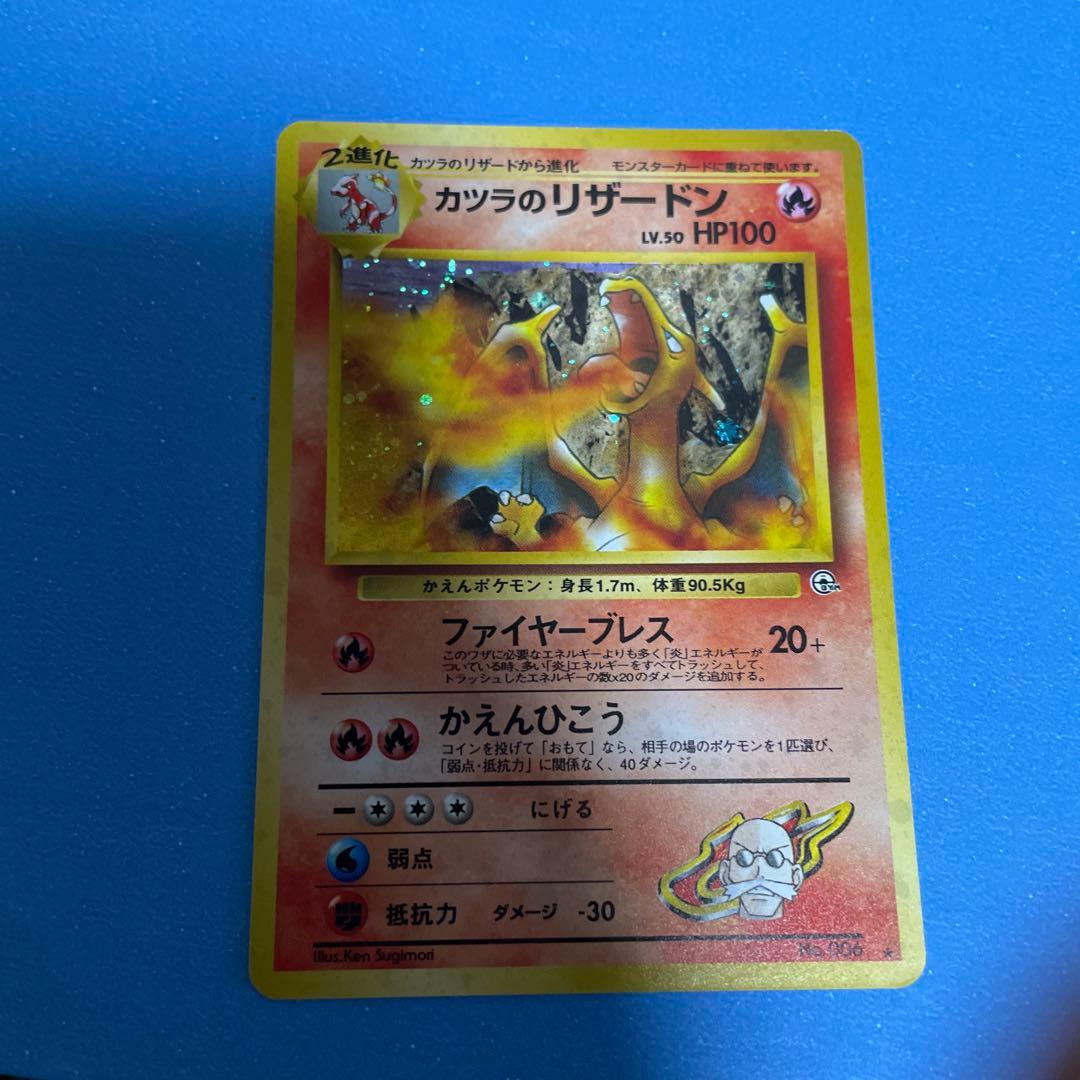 2進化 カツラのリザードから進化 モンスターカードに重ねて使います。
カツラのリザードン
LV.50 HP100
かえんポケモン：身長1.7m、体重90.5Kg
GYM
ファイヤーブレス 20+
このワザに必要なエネルギーよりも多く「炎」エネルギーが
ついている時、多い「炎」エネルギーをすべてトラッシュして、
トラッシュしたエネルギーの数x20のダメージを追加する。
かえんひこう
コインを投げて「おもて」なら、相手の場のポケモンを1匹選び、
「弱点・抵抗力」に関係なく、40ダメージ。
にげる
弱点
抵抗力 ダメージ -30
Illus.Ken Sugimori No.006 ★